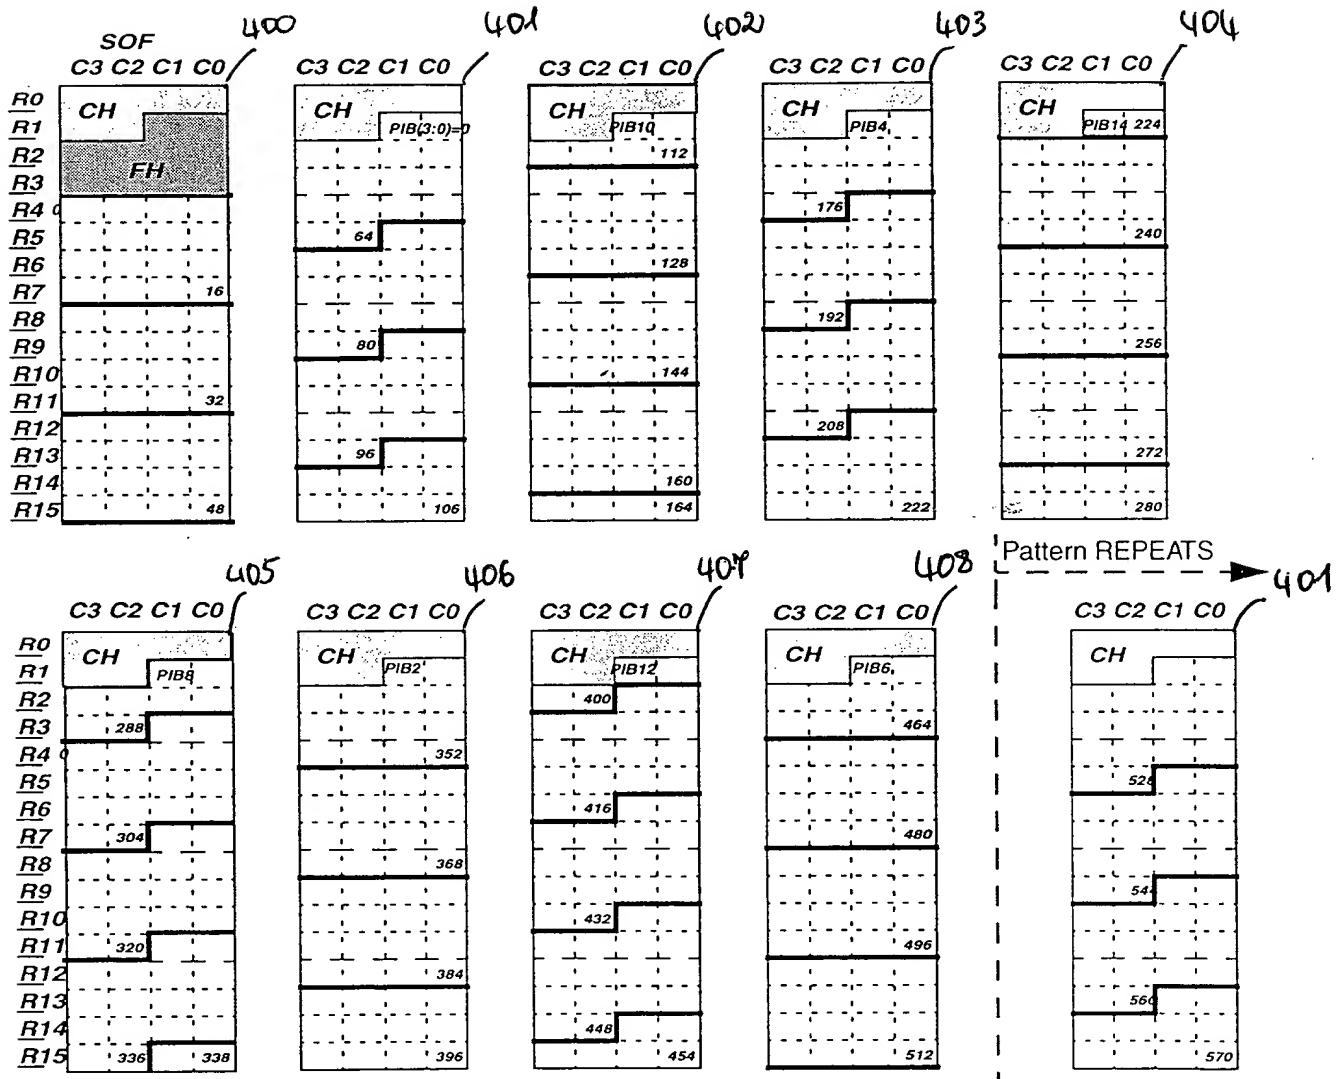 400 401 402 403 404
SOF
C3 C2 C1 C0 C3 C2 C1 C0 C3 C2 C1 C0 C3 C2 C1 C0 C3 C2 C1 C0
R0 CH CH CH CH CH
R1 PIB(3:0)=0 PIB10 PIB4 PIB14 224
R2 FH 112
R3
R4 0 176
R5 64 240
R6 128
R7 16
R8 192
R9 80 256
R10 144
R11 32
R12 208
R13 96 272
R14 160
R15 48 106 164 222 280
Pattern REPEATS
405 406 407 408 401
C3 C2 C1 C0 C3 C2 C1 C0 C3 C2 C1 C0 C3 C2 C1 C0 C3 C2 C1 C0
R0 CH CH CH CH CH
R1 PIB8 PIB2 PIB12 PIB6
R2 400
R3 288 464
R4 0 352
R5 528
R6 416
R7 304 480
R8 368
R9 544
R10 432
R11 320 496
R12 384
R13 560
R14 448
R15 336 338 396 454 512 570